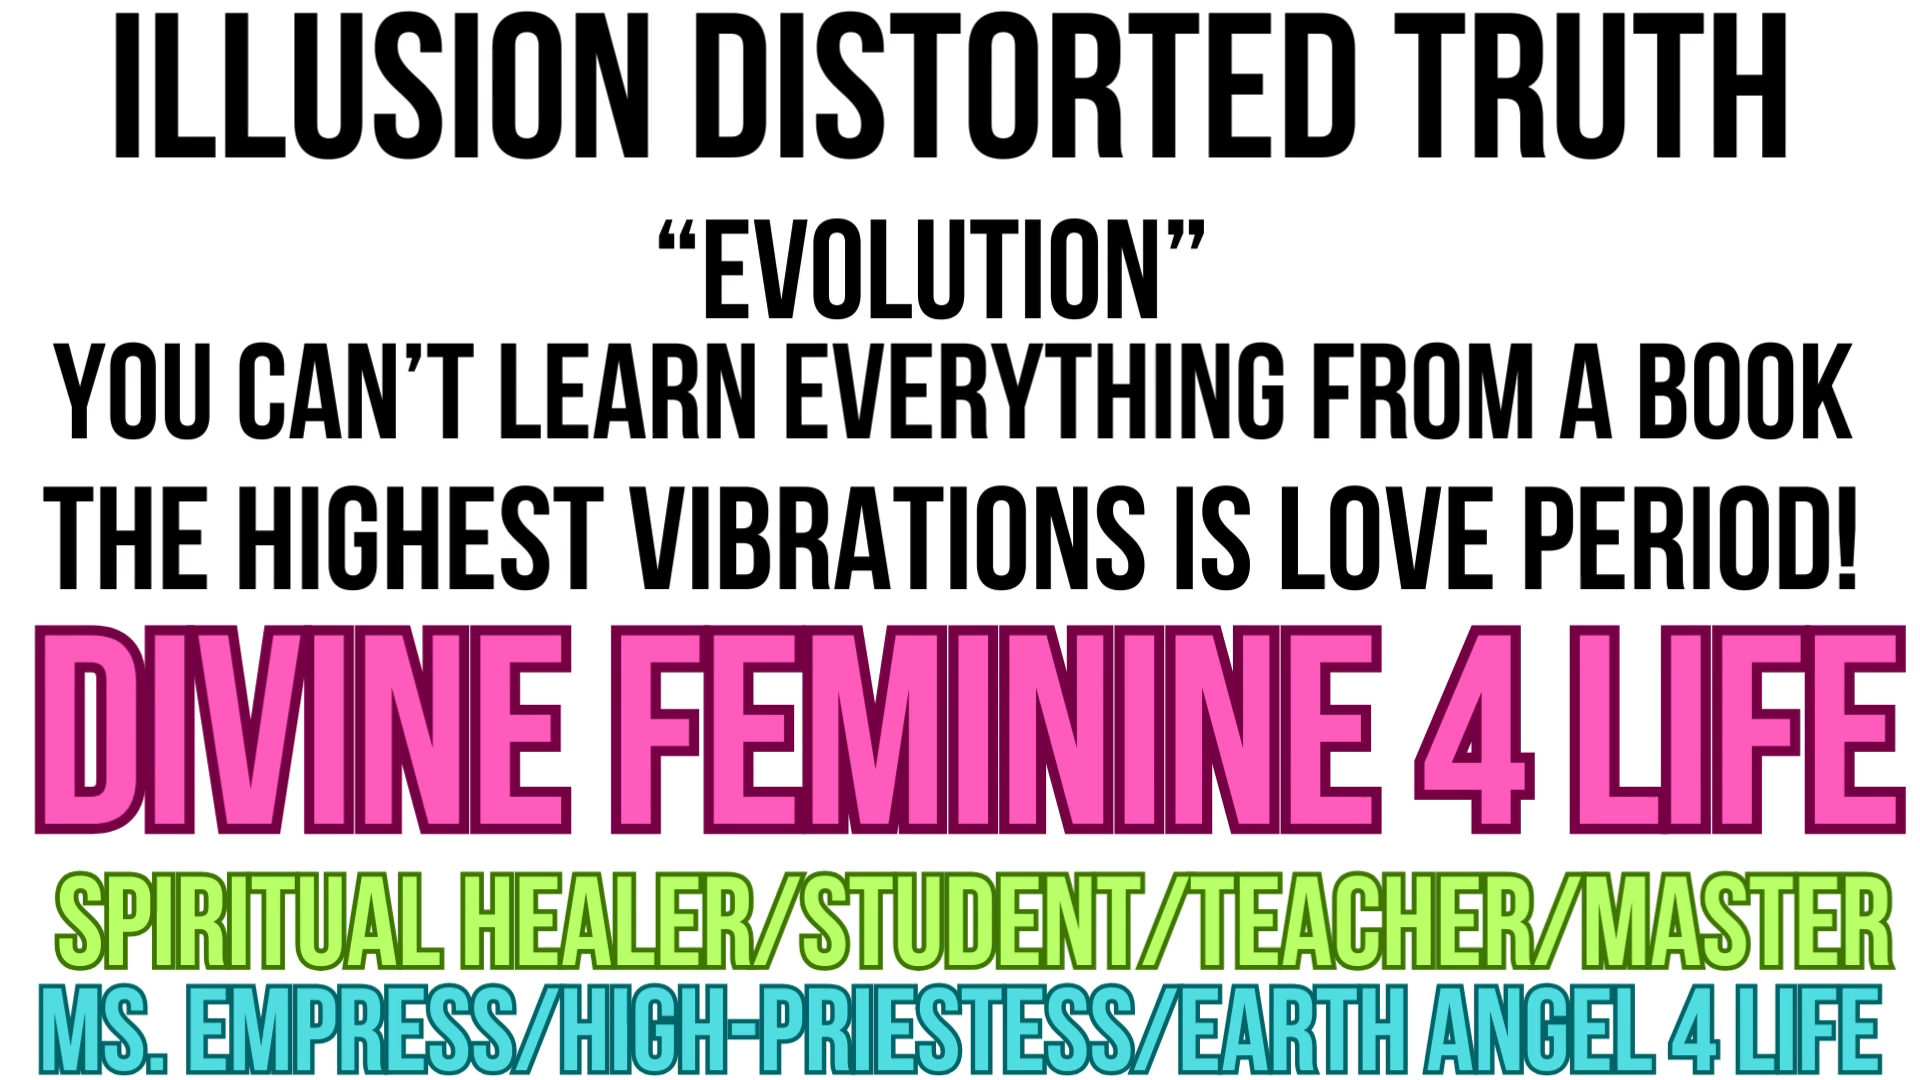 ILLUSION DISTORTED TRUTH
“EVOLUTION”
YOU CAN’T LEARN EVERYTHING FROM A BOOK
THE HIGHEST VIBRATIONS IS LOVE PERIOD!
DIVINE FEMININE 4 LIFE
SPIRITUAL HEALER/STUDENT/TEACHER/MASTER
MS. EMPRESS/HIGH-PRIESTESS/EARTH ANGEL 4 LIFE